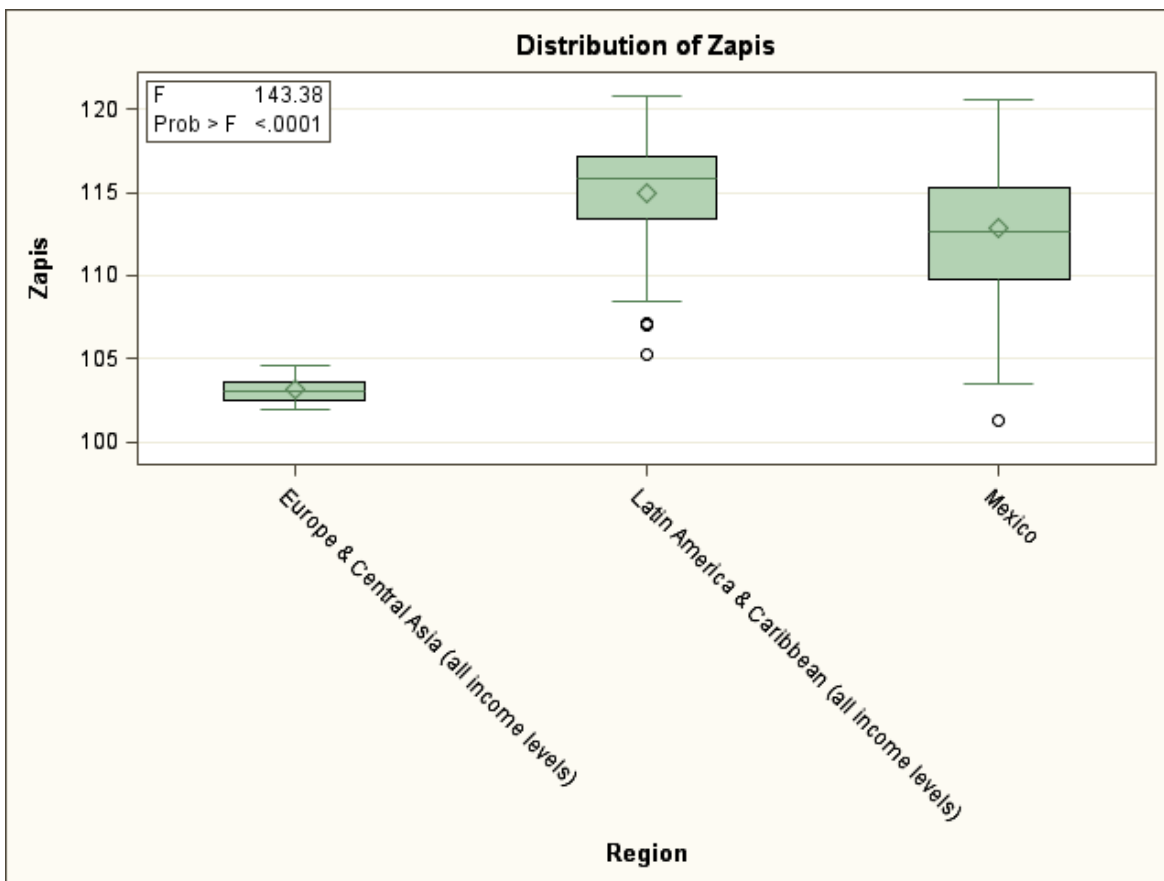 Distribution of Zapis
F 143.38
Prob > F <.0001
120
115
110
105
100
Zapis
Europe & Central Asia (all income levels)
Latin America & Caribbean (all income levels)
Mexico
Region